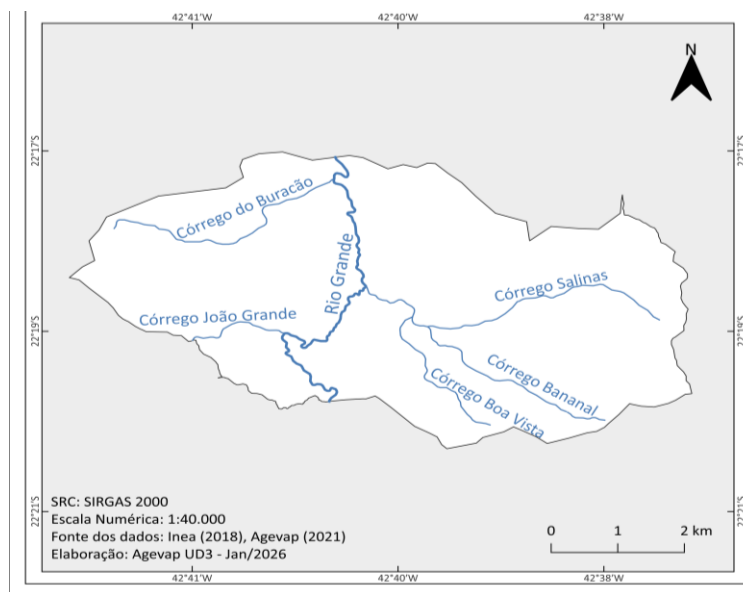 42°41'W 42°40'W 42°38'W
N
22°17'S 22°17'S
Córrego do Buracão
Rio Grande
Córrego Salinas
Córrego João Grande
22°19'S 22°19'S
Córrego Bananal
Córrego Boa Vista
SRC: SIRGAS 2000
22°21'S 22°21'S
Escala Numérica: 1:40.000
Fonte dos dados: Inea (2018), Agevap (2021)
Elaboração: Agevap UD3 - Jan/2026
0 1 2 km
42°41'W 42°40'W 42°38'W